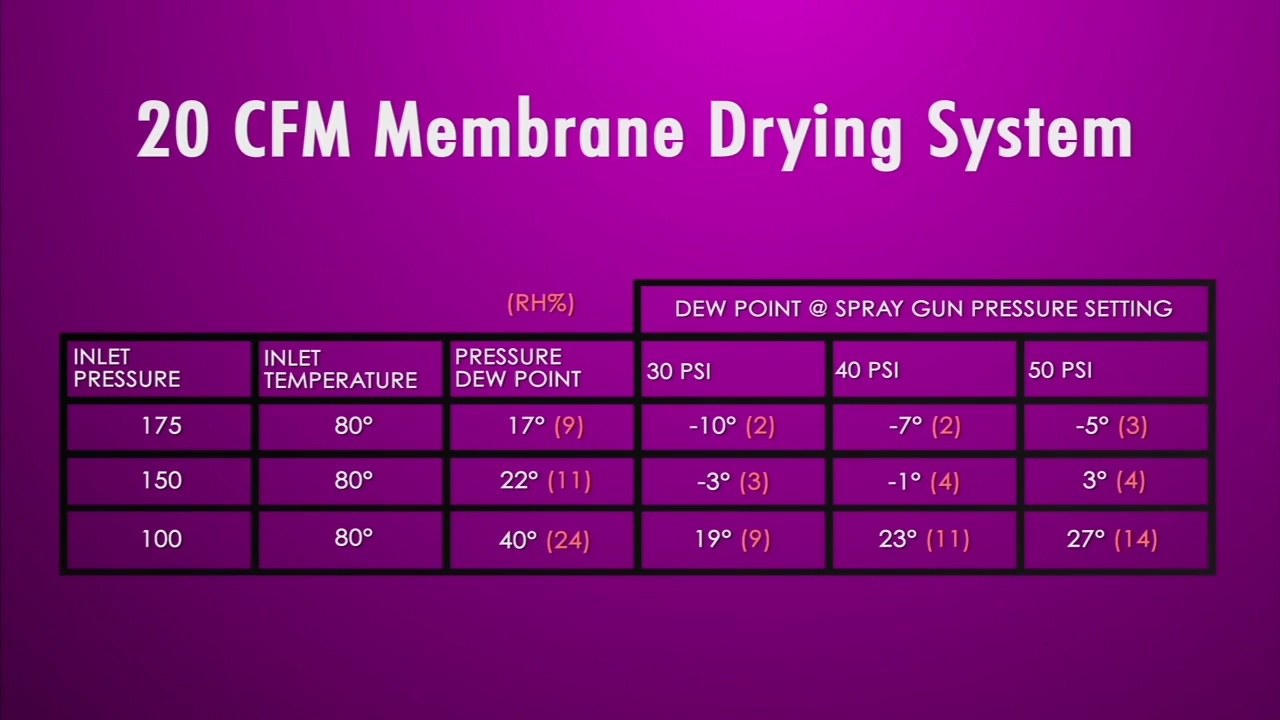 20 CFM Membrane Drying System
(RH%)
DEW POINT @ SPRAY GUN PRESSURE SETTING
INLET PRESSURE INLET TEMPERATURE PRESSURE DEW POINT 30 PSI 40 PSI 50 PSI
175 80° 17° (9) -10° (2) -7° (2) -5° (3)
150 80° 22° (11) -3° (3) -1° (4) 3° (4)
100 80° 40° (24) 19° (9) 23° (11) 27° (14)